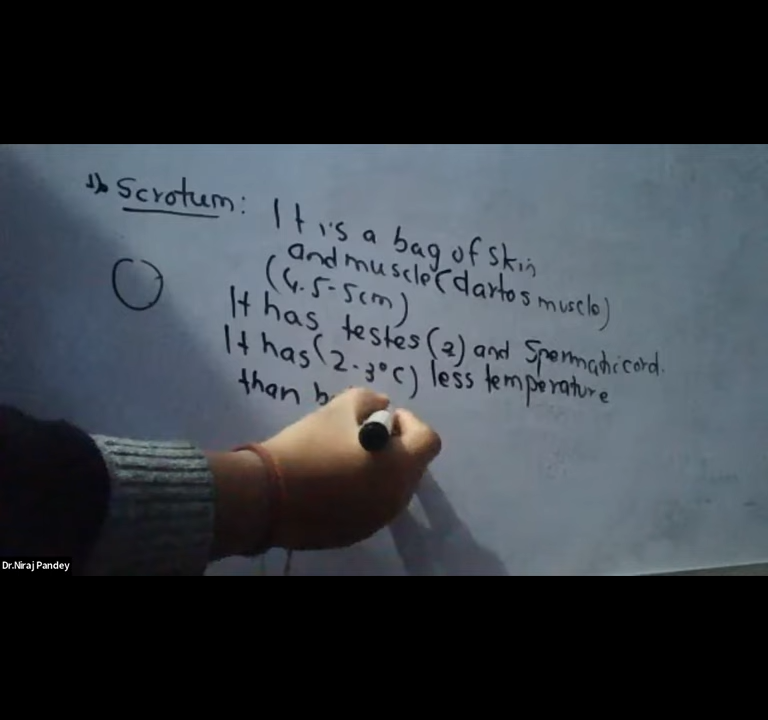 1) Scrotum: It is a bag of skin
and muscle (dartos muscle)
(4.5-5cm)
It has testes (2) and Spermatic cord.
It has (2-3°C) less temperature
than
Dr.Niraj Pandey